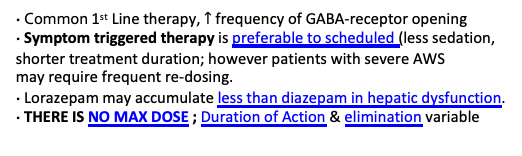 · Common 1st Line therapy, ↑ frequency of GABA-receptor opening
· Symptom triggered therapy is preferable to scheduled (less sedation,
shorter treatment duration; however patients with severe AWS
may require frequent re-dosing.
· Lorazepam may accumulate less than diazepam in hepatic dysfunction.
· THERE IS NO MAX DOSE ; Duration of Action & elimination variable